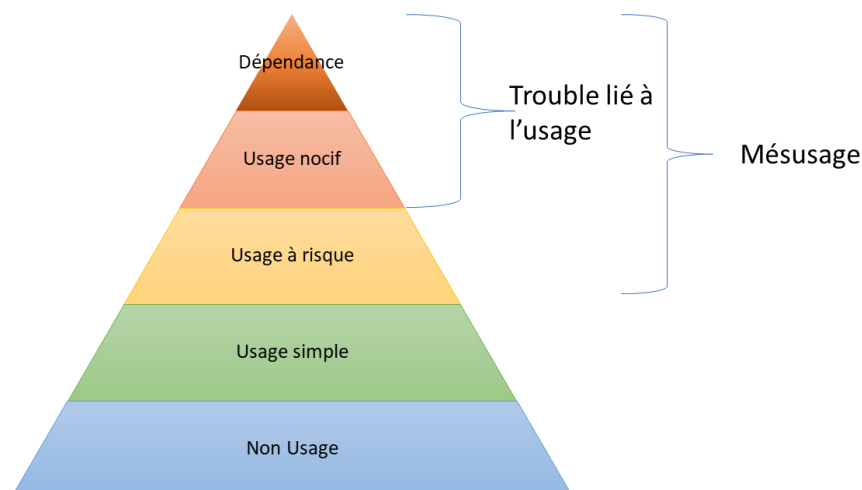 Dépendance
Trouble lié à
l’usage
Mésusage
Usage nocif
Usage à risque
Usage simple
Non Usage